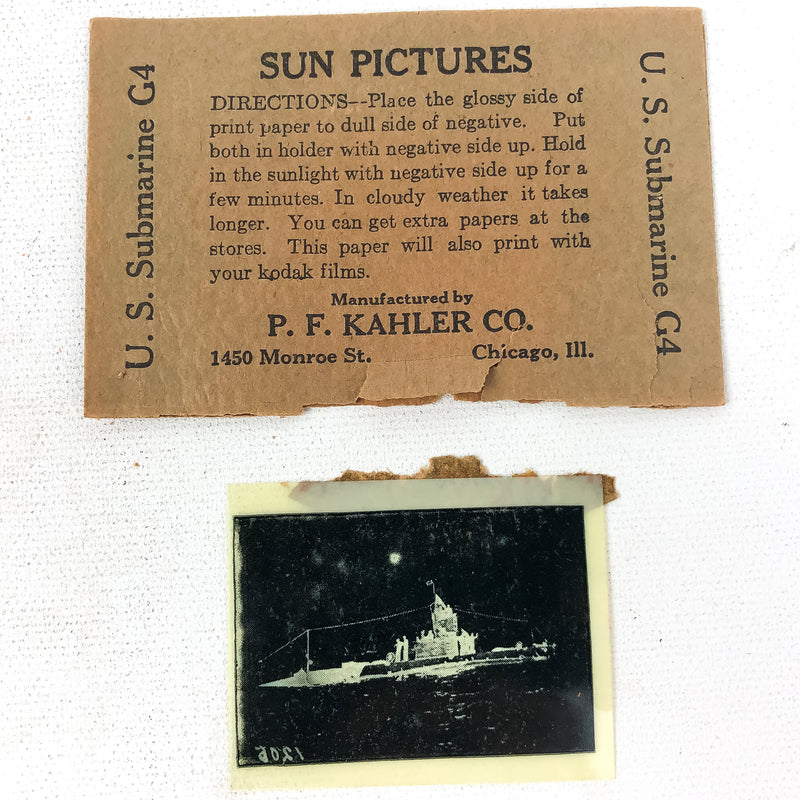 U. S. Submarine G4
SUN PICTURES
DIRECTIONS--Place the glossy side of
print paper to dull side of negative. Put
both in holder with negative side up. Hold
in the sunlight with negative side up for a
few minutes. In cloudy weather it takes
longer. You can get extra papers at the
stores. This paper will also print with
your kodak films.
Manufactured by
P. F. KAHLER CO.
1450 Monroe St. Chicago, Ill.
U. S. Submarine G4